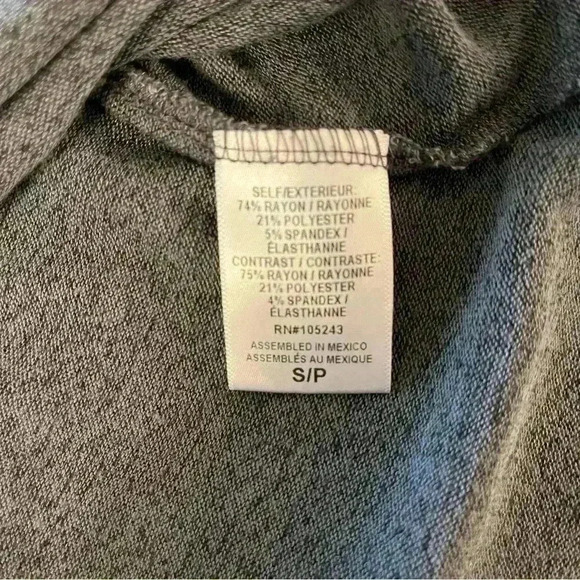 SELF/EXTERIEUR:
74% RAYON / RAYONNE
21% POLYESTER
5% SPANDEX /
ÉLASTHANNE
CONTRAST / CONTRASTE:
75% RAYON / RAYONNE
21% POLYESTER
4% SPANDEX /
ÉLASTHANNE
RN#105243
ASSEMBLED IN MEXICO
ASSEMBLÉS AU MEXIQUE
S/P